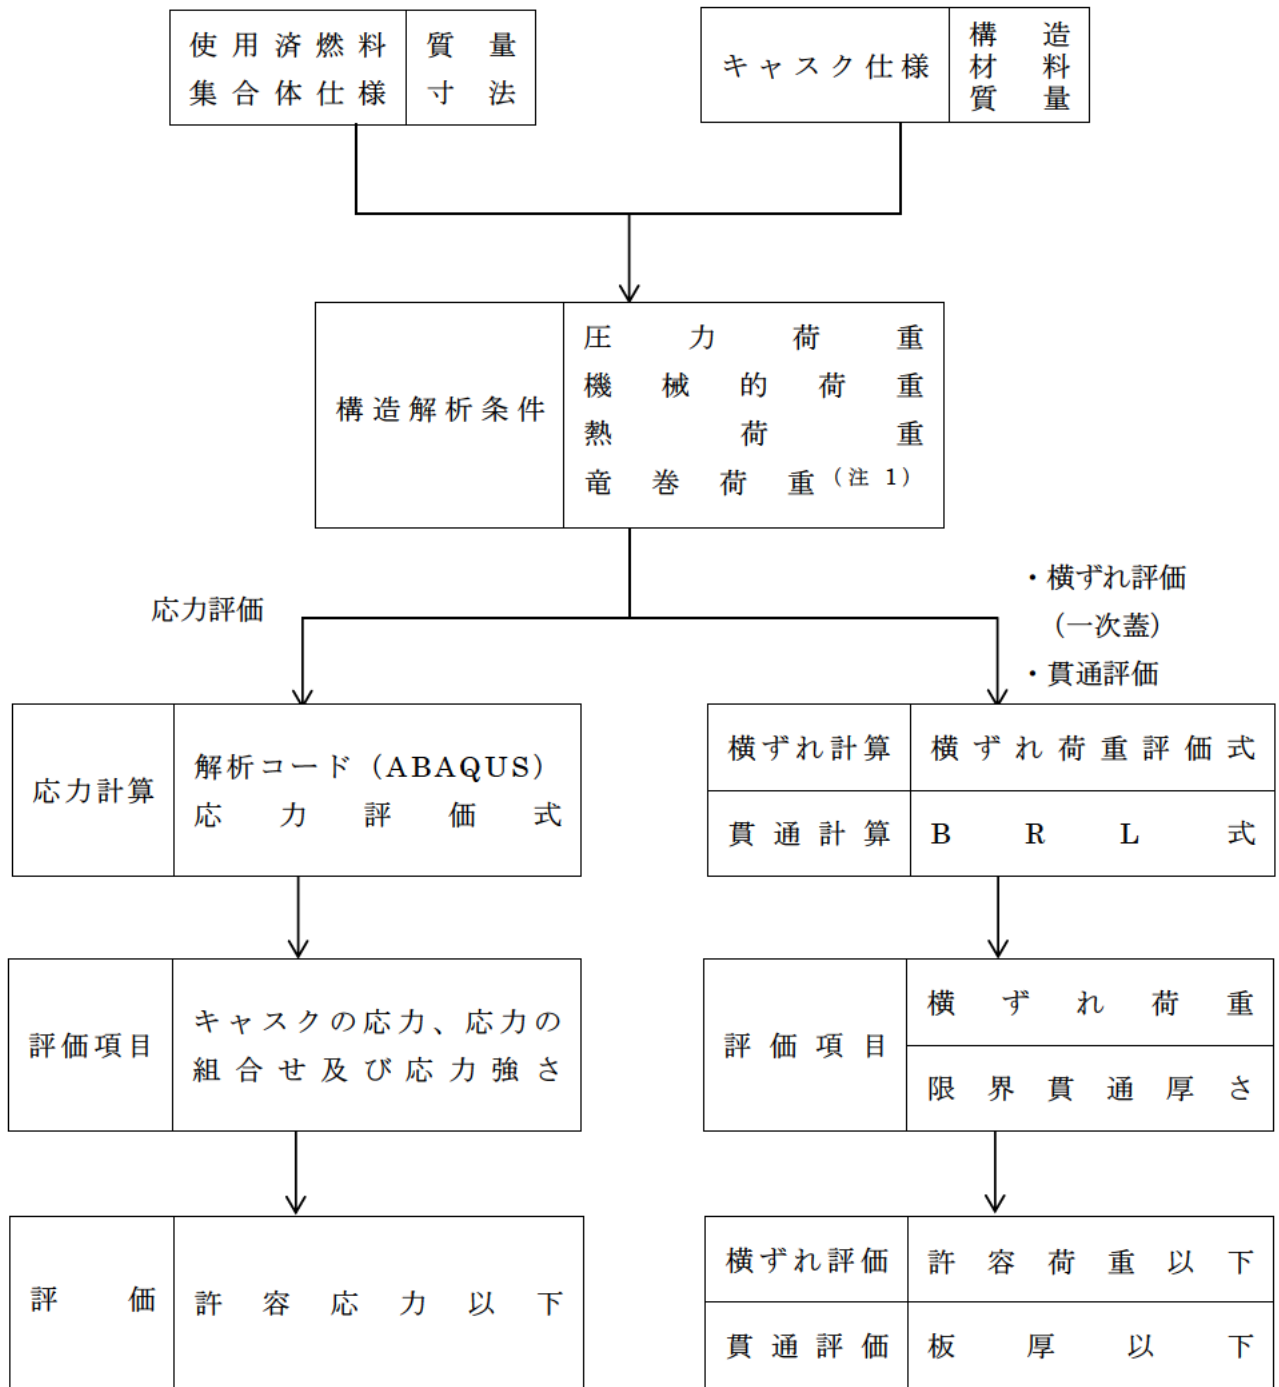 使用済燃料
集合体仕様
質量
寸法
キャスク仕様
構造
材料
質量
構造解析条件
圧力荷重
機械的荷重
熱荷重
竜巻荷重（注 1）
応力評価
・横ずれ評価
（一次蓋）
・貫通評価
応力計算
解析コード（ABAQUS）
応力評価式
横ずれ計算
横ずれ荷重評価式
貫通計算
BRL式
評価項目
キャスクの応力、応力の
組合せ及び応力強さ
評価項目
横ずれ荷重
限界貫通厚さ
評価
許容応力以下
横ずれ評価
許容荷重以下
貫通評価
板厚以下